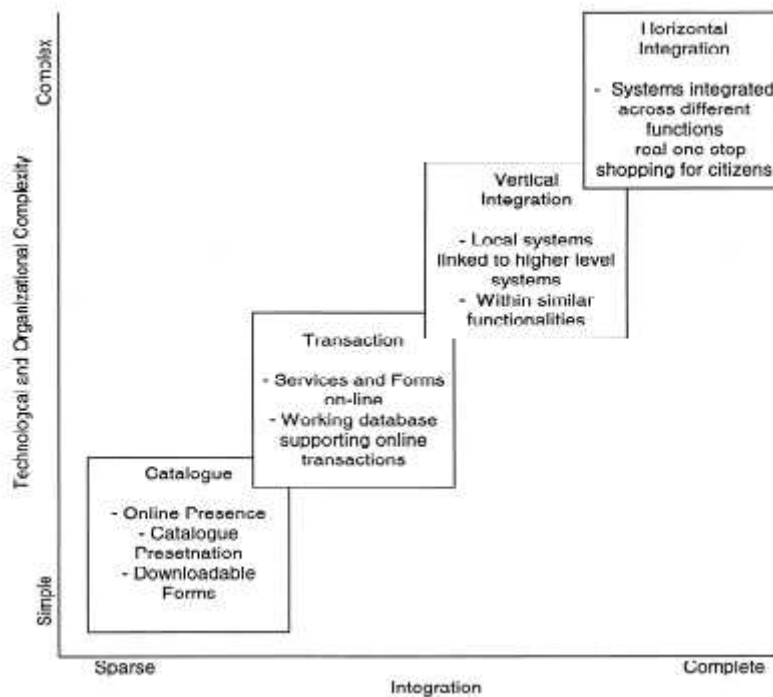 Horizontal
Integration
- Systems integrated
across different
functions
real one stop
shopping for citizens
Vertical
Integration
- Local systems
linked to higher level
systems
- Within similar
functionalities
Transaction
- Services and Forms
on-line
- Working database
supporting online
transactions
Catalogue
- Online Presence
- Catalogue
Presetnation
- Downloadable
Forms
Complex
Technological and Organizational Complexity
Simple
Sparse
Complete
Integration